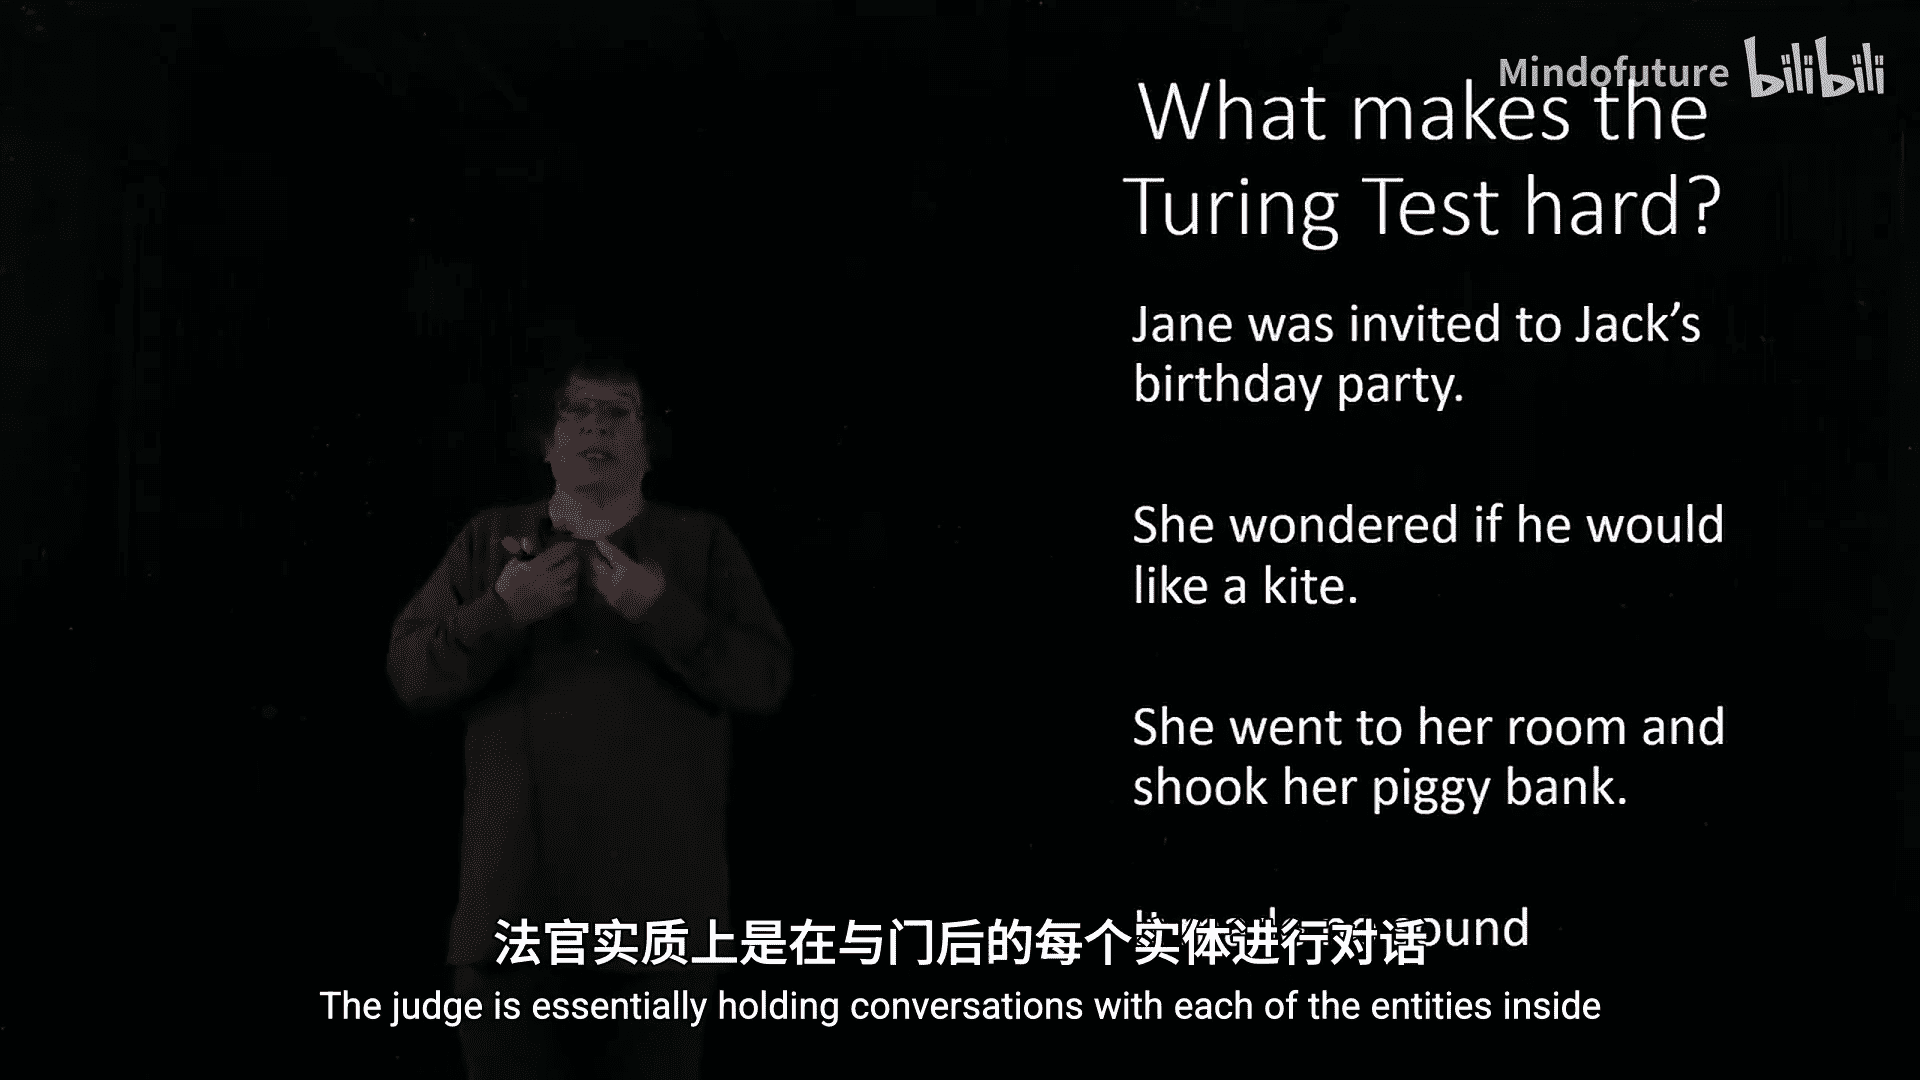 Mindofuture bilibili
What makes the
Turing Test hard?
Jane was invited to Jack’s
birthday party.
She wondered if he would
like a kite.
She went to her room and
shook her piggy bank.
sound
法官实质上是在与门后的每个实体进行对话
The judge is essentially holding conversations with each of the entities inside